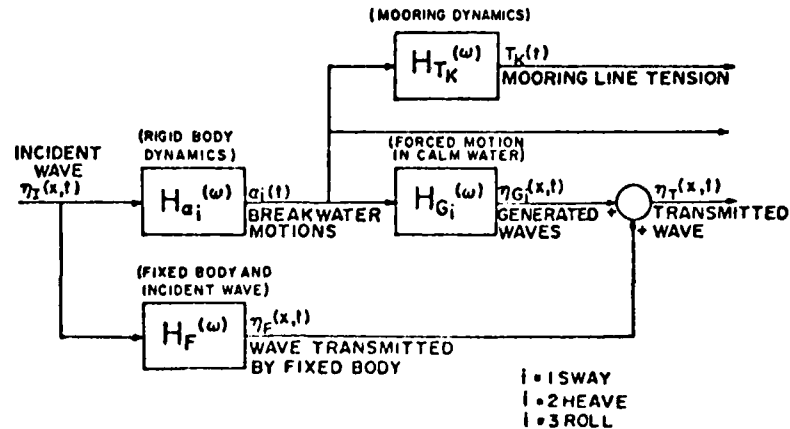 (MOORING DYNAMICS)
H_{T_K}(ω)
T_K(t)
MOORING LINE TENSION
(RIGID BODY
DYNAMICS)
(FORCED MOTION
IN CALM WATER)
INCIDENT
WAVE
η_I(x,t)
H_{α_i}(ω)
α_i(t)
BREAKWATER
MOTIONS
H_{G_i}(ω)
η_{G_i}(x,t)
GENERATED
WAVES
+
+
η_T(x,t)
TRANSMITTED
WAVE
(FIXED BODY AND
INCIDENT WAVE)
H_F(ω)
η_F(x,t)
WAVE TRANSMITTED
BY FIXED BODY
i = 1 SWAY
i = 2 HEAVE
i = 3 ROLL